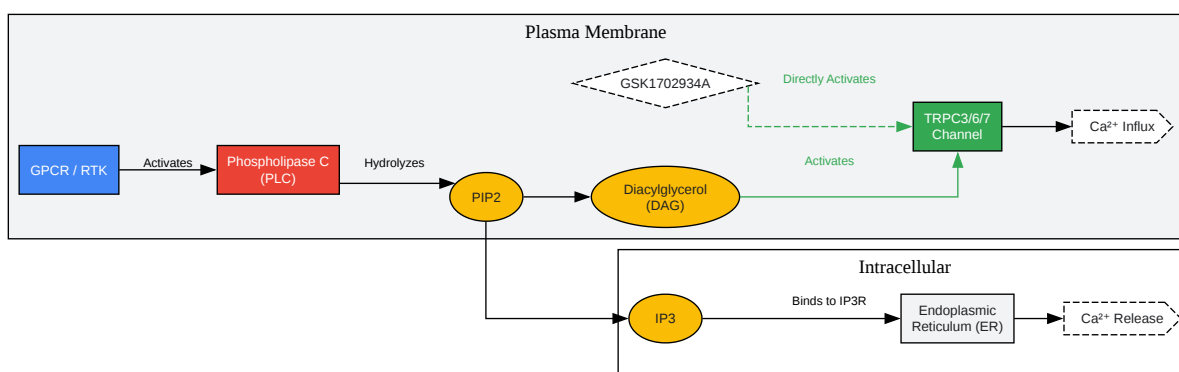 Plasma Membrane
GSK1702934A
Directly Activates
TRPC3/6/7
Channel
Ca²⁺ Influx
GPCR / RTK
Activates
Phospholipase C
(PLC)
Hydrolyzes
PIP2
Diacylglycerol
(DAG)
Activates
Intracellular
IP3
Binds to IP3R
Endoplasmic
Reticulum (ER)
Ca²⁺ Release